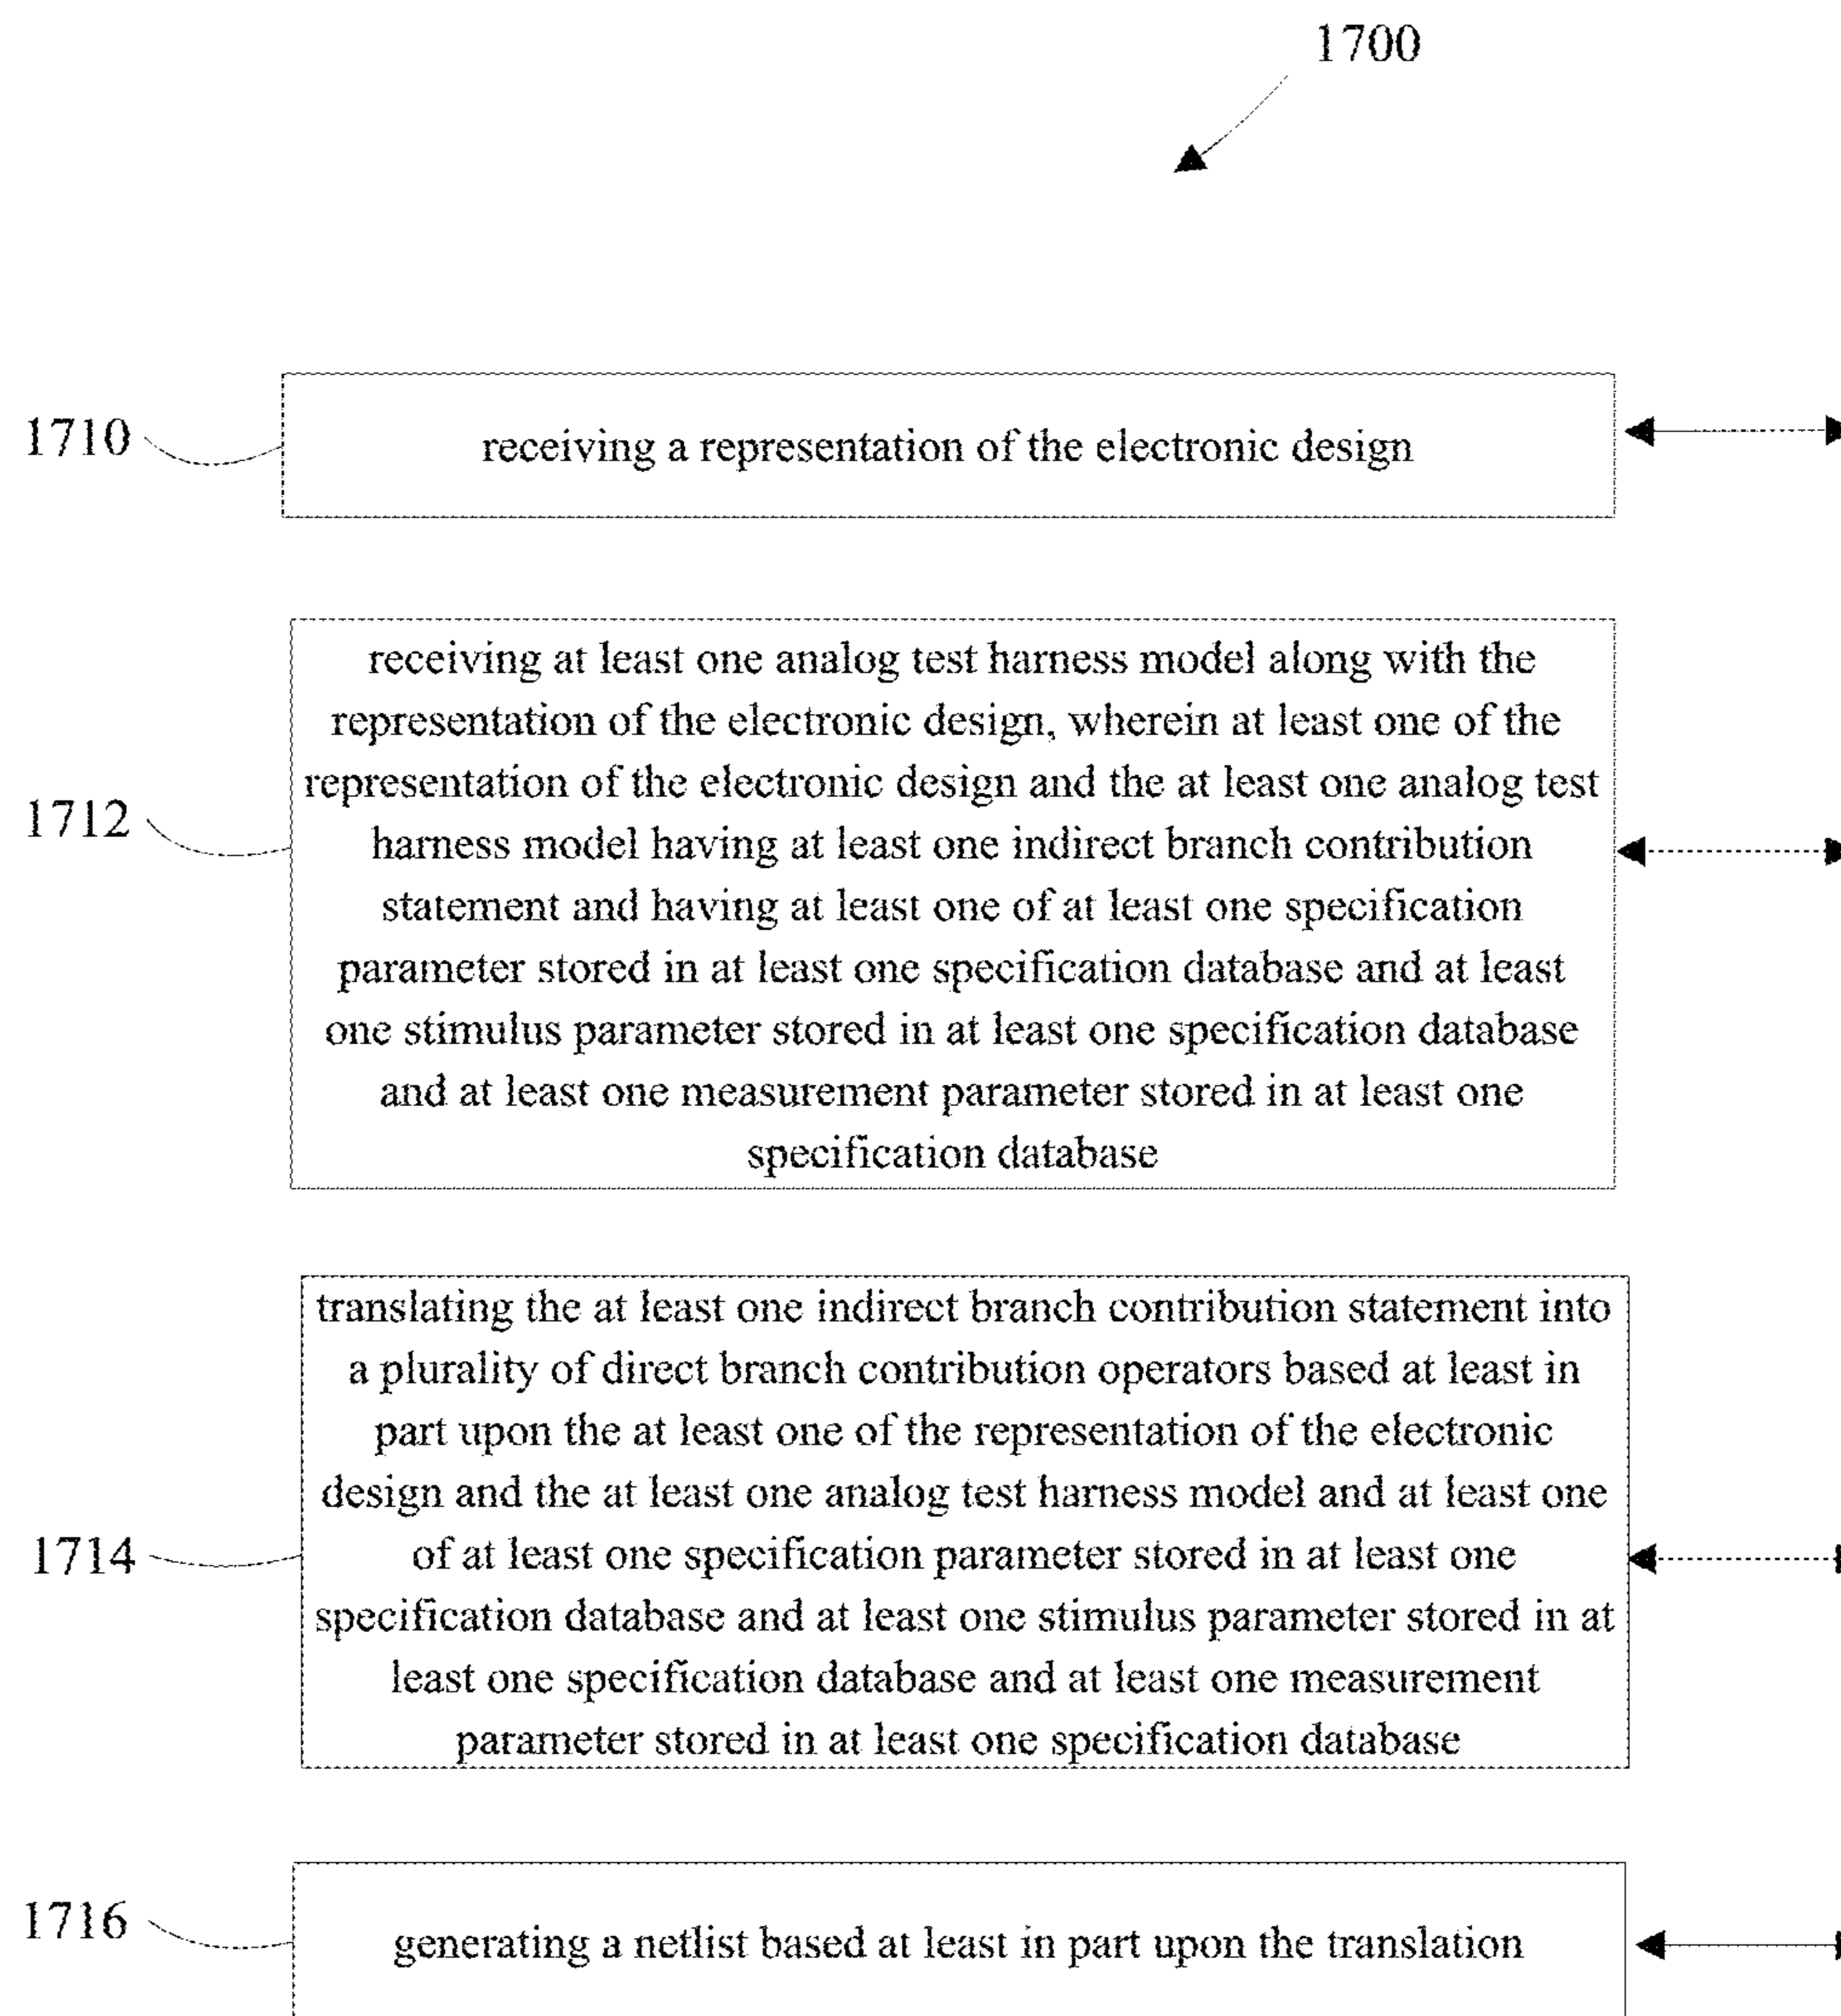 1700
1710
receiving a representation of the electronic design
1712
receiving at least one analog test harness model along with the
representation of the electronic design, wherein at least one of the
representation of the electronic design and the at least one analog test
harness model having at least one indirect branch contribution
statement and having at least one of at least one specification
parameter stored in at least one specification database and at least
one stimulus parameter stored in at least one specification database
and at least one measurement parameter stored in at least one
specification database
1714
translating the at least one indirect branch contribution statement into
a plurality of direct branch contribution operators based at least in
part upon the at least one of the representation of the electronic
design and the at least one analog test harness model and at least one
of at least one specification parameter stored in at least one
specification database and at least one stimulus parameter stored in at
least one specification database and at least one measurement
parameter stored in at least one specification database
1716
generating a netlist based at least in part upon the translation